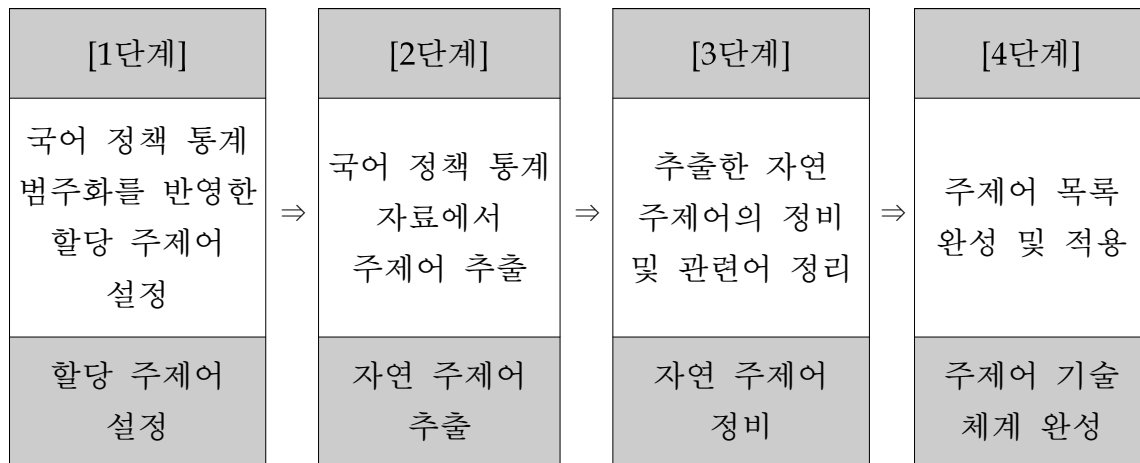 [1단계]
국어 정책 통계
범주화를 반영한
할당 주제어
설정
할당 주제어
설정
⇒
[2단계]
국어 정책 통계
자료에서
주제어 추출
자연 주제어
추출
⇒
[3단계]
추출한 자연
주제어의 정비
및 관련어 정리
자연 주제어
정비
⇒
[4단계]
주제어 목록
완성 및 적용
주제어 기술
체계 완성